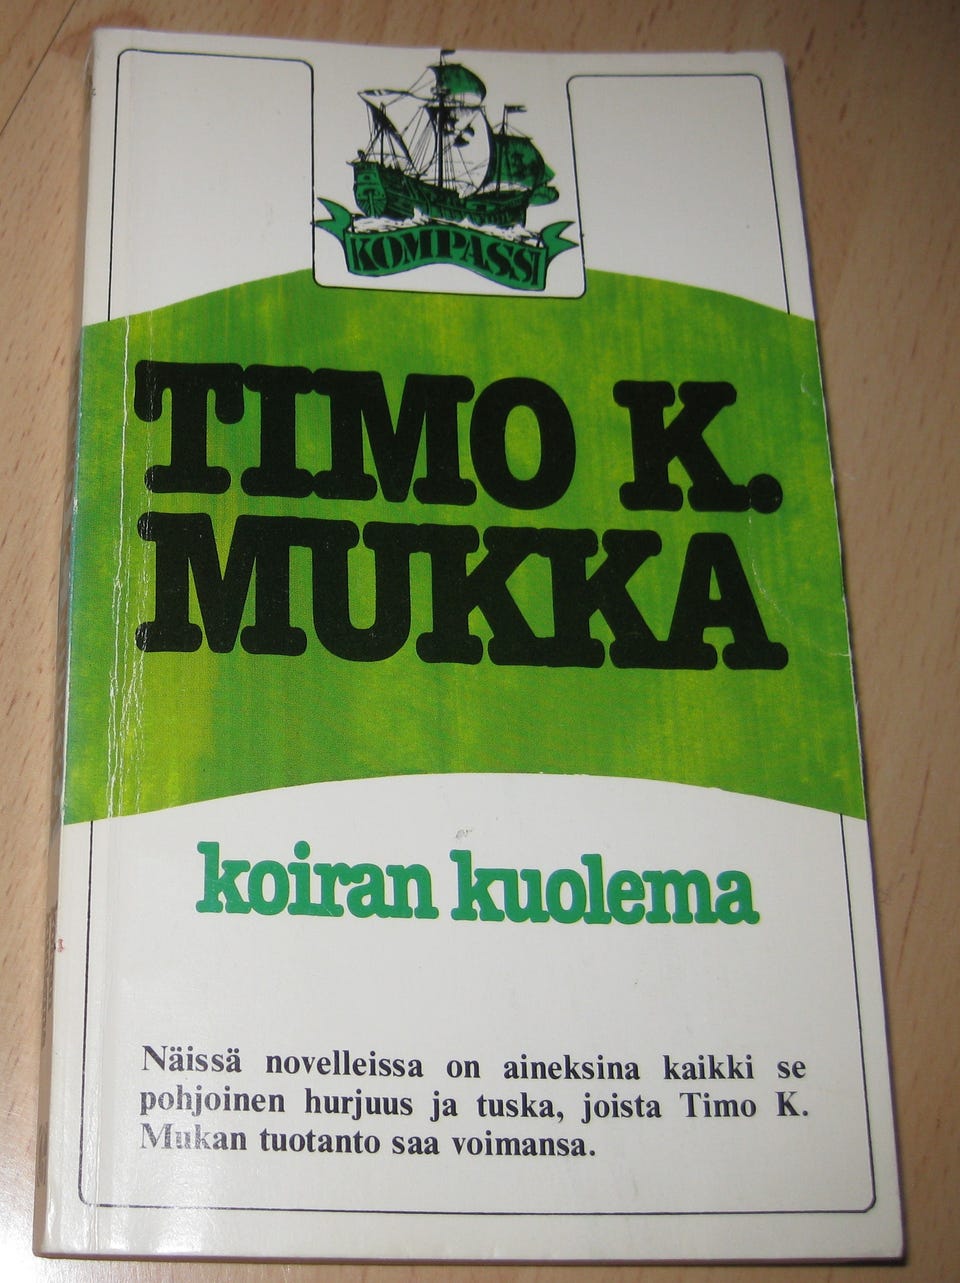 KOMPASSI
TIMO K.
MUKKA
koiran kuolema
Näissä novelleissa on aineksina kaikki se
pohjoinen hurjuus ja tuska, joista Timo K.
Mukan tuotanto saa voimansa.